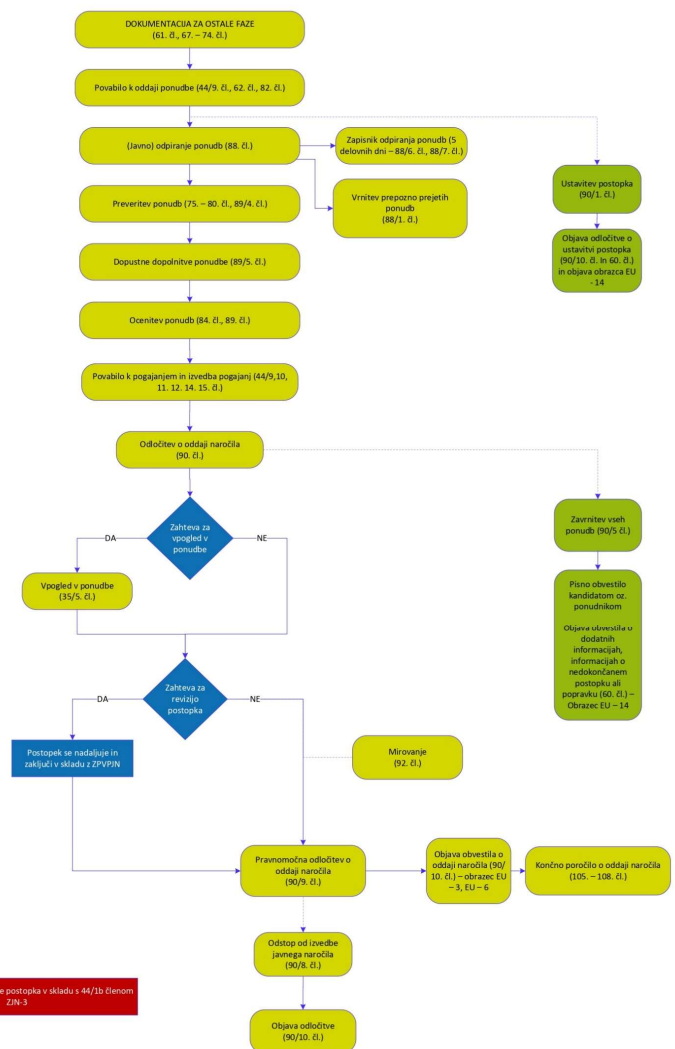 DOKUMENTACIJA ZA OSTALE FAZE
(61. čl., 67. – 74. čl.)
Povabilo k oddaji ponudbe (44/9. čl., 62. čl., 82. čl.)
(Javno) odpiranje ponudb (88. čl.)
Zapisnik odpiranja ponudb (5
delovnih dni – 88/6. čl., 88/7. čl.)
Vrnitev prepozno prejetih
ponudb
(88/1. čl.)
Ustavitev postopka
(90/1. čl.)
Objava odločitve o
ustavitvi postopka
(90/10. čl. In 60. čl.)
in objava obrazca EU
- 14
Preveritev ponudb (75. – 80. čl., 89/4. čl.)
Dopustne dopolnitve ponudbe (89/5. čl.)
Ocenitev ponudb (84. čl., 89. čl.)
Povabilo k pogajanjem in izvedba pogajanj (44/9,10,
11. 12. 14. 15. čl.)
Odločitev o oddaji naročila
(90. čl.)
Zahteva za
vpogled v
ponudbe
DA
NE
Vpogled v ponudbe
(35/5. čl.)
Zavrnitev vseh
ponudb (90/5 čl.)
Pisno obvestilo
kandidatom oz.
ponudnikom
Objava obvestila o
dodatnih
informacijah,
informacijah o
nedokončanem
postopku ali
popravku (60. čl.) –
Obrazec EU – 14
Zahteva za
revizijo
postopka
DA
NE
Postopek se nadaljuje in
zaključi v skladu z ZPVPJN
Mirovanje
(92. čl.)
Pravnomočna odločitev o
oddaji naročila
(90/9. čl.)
Objava obvestila o
oddaji naročila (90/
10. čl.) – obrazec EU
– 3, EU – 6
Končno poročilo o oddaji naročila
(105. – 108. čl.)
Odstop od izvedbe
javnega naročila
(90/8. čl.)
e postopka v skladu s 44/1b členom
ZJN-3
Objava odločitve
(90/10. čl.)